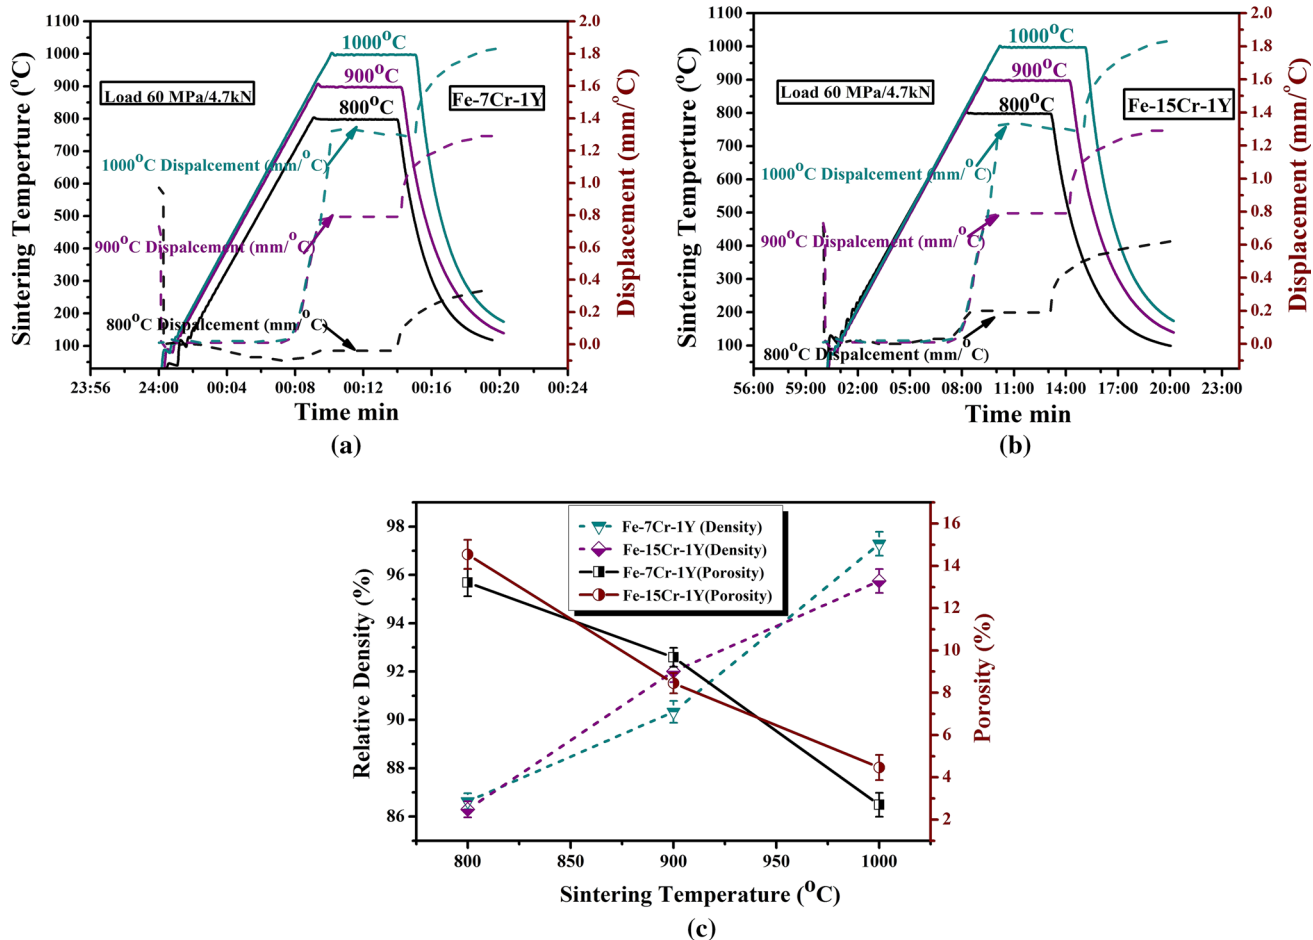 Sintering Temperture (°C)
1100
1000
900
800
700
600
500
400
300
200
100
1000°C
900°C
800°C
Load 60 MPa/4.7kN
Fe-7Cr-1Y
1000°C Dispalcement (mm/°C)
900°C Dispalcement (mm/°C)
800°C Dispalcement (mm/°C)
2.0
1.8
1.6
1.4
1.2
1.0
0.8
0.6
0.4
0.2
0.0
Displacement (mm/°C)
23:56 24:00 00:04 00:08 00:12 00:16 00:20 00:24
Time min
(a)
Sintering Temperture (°C)
1100
1000
900
800
700
600
500
400
300
200
100
1000°C
900°C
800°C
Load 60 MPa/4.7kN
Fe-15Cr-1Y
1000°C Dispalcement (mm/°C)
900°C Dispalcement (mm/°C)
800°C Dispalcement (mm/°C)
2.0
1.8
1.6
1.4
1.2
1.0
0.8
0.6
0.4
0.2
0.0
Displacement (mm/°C)
56:00 59:00 02:00 05:00 08:00 11:00 14:00 17:00 20:00 23:00
Time min
(b)
Relative Density (%)
98
96
94
92
90
88
86
Fe-7Cr-1Y (Density)
Fe-15Cr-1Y(Density)
Fe-7Cr-1Y(Porosity)
Fe-15Cr-1Y(Porosity)
16
14
12
10
8
6
4
2
Porosity (%)
800 850 900 950 1000
Sintering Temperature (°C)
(c)